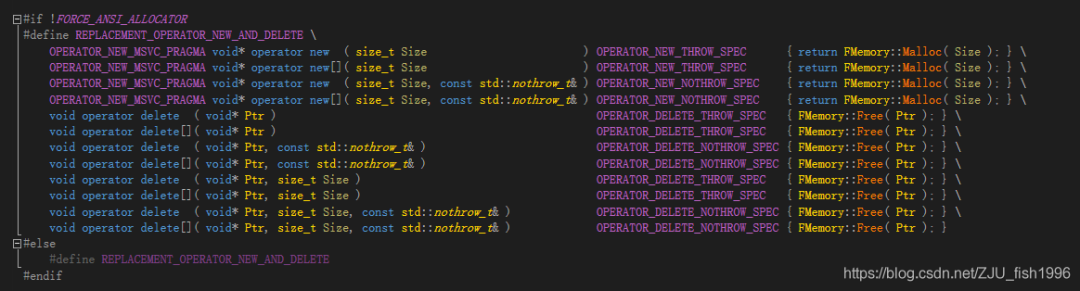 #if !FORCE_ANSI_ALLOCATOR
#define REPLACEMENT_OPERATOR_NEW_AND_DELETE \
OPERATOR_NEW_MSVC_PRAGMA void* operator new  ( size_t Size                        ) OPERATOR_NEW_THROW_SPEC      { return FMemory::Malloc( Size ); } \
OPERATOR_NEW_MSVC_PRAGMA void* operator new[]( size_t Size                        ) OPERATOR_NEW_THROW_SPEC      { return FMemory::Malloc( Size ); } \
OPERATOR_NEW_MSVC_PRAGMA void* operator new  ( size_t Size, const std::nothrow_t& ) OPERATOR_NEW_NOTHROW_SPEC    { return FMemory::Malloc( Size ); } \
OPERATOR_NEW_MSVC_PRAGMA void* operator new[]( size_t Size, const std::nothrow_t& ) OPERATOR_NEW_NOTHROW_SPEC    { return FMemory::Malloc( Size ); } \
void operator delete  ( void* Ptr )                                                 OPERATOR_DELETE_THROW_SPEC   { FMemory::Free( Ptr ); } \
void operator delete[]( void* Ptr )                                                 OPERATOR_DELETE_THROW_SPEC   { FMemory::Free( Ptr ); } \
void operator delete  ( void* Ptr, const std::nothrow_t& )                          OPERATOR_DELETE_NOTHROW_SPEC { FMemory::Free( Ptr ); } \
void operator delete[]( void* Ptr, const std::nothrow_t& )                          OPERATOR_DELETE_NOTHROW_SPEC { FMemory::Free( Ptr ); } \
void operator delete  ( void* Ptr, size_t Size )                                    OPERATOR_DELETE_THROW_SPEC   { FMemory::Free( Ptr ); } \
void operator delete[]( void* Ptr, size_t Size )                                    OPERATOR_DELETE_THROW_SPEC   { FMemory::Free( Ptr ); } \
void operator delete  ( void* Ptr, size_t Size, const std::nothrow_t& )             OPERATOR_DELETE_NOTHROW_SPEC { FMemory::Free( Ptr ); } \
void operator delete[]( void* Ptr, size_t Size, const std::nothrow_t& )             OPERATOR_DELETE_NOTHROW_SPEC { FMemory::Free( Ptr ); }
#else
#define REPLACEMENT_OPERATOR_NEW_AND_DELETE
#endif
https://blog.csdn.net/ZJU_fish1996